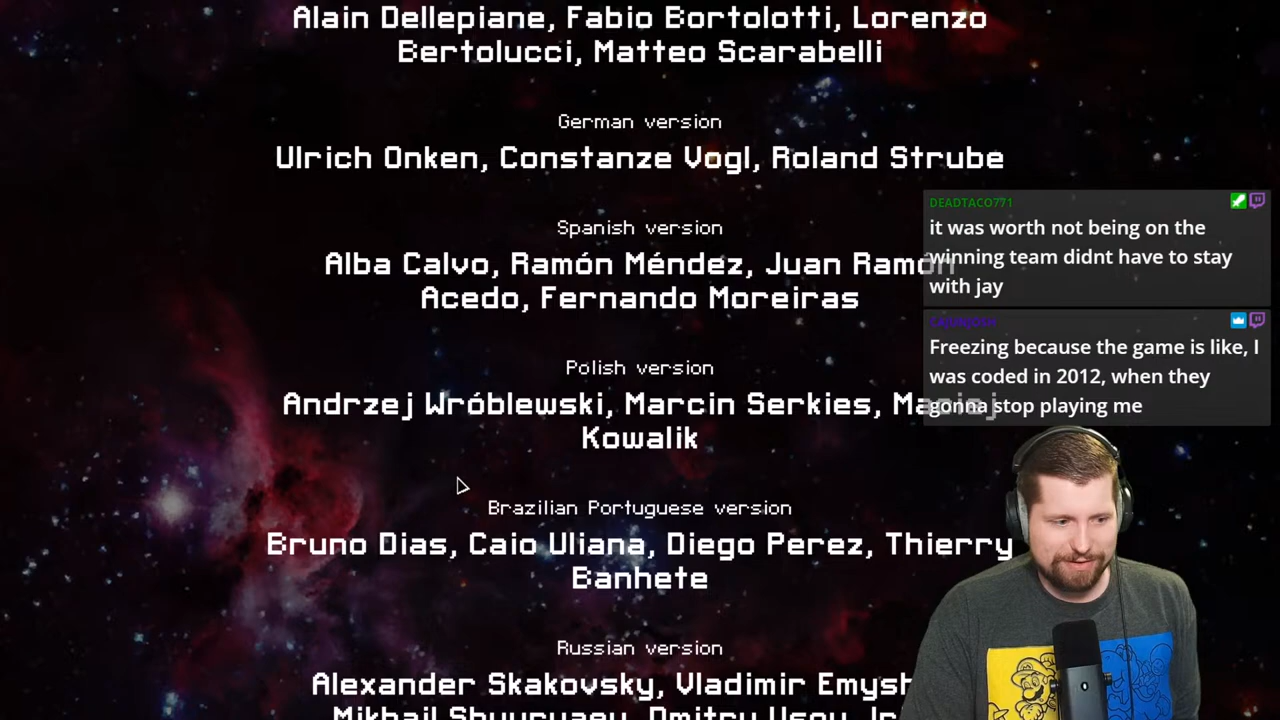 Alain Dellepiane, Fabio Bortolotti, Lorenzo
Bertolucci, Matteo Scarabelli
German version
Ulrich Onken, Constanze Vogl, Roland Strube
Spanish version
Alba Calvo, Ramón Méndez, Juan Ramón
Acedo, Fernando Moreiras
Polish version
Andrzej Wróblewski, Marcin Serkies, Maciej
Kowalik
Brazilian Portuguese version
Bruno Dias, Caio Uliana, Diego Perez, Thierry
Banhete
Russian version
Alexander Skakovsky, Vladimir
DEADTACO771
it was worth not being on the
winning team didnt have to stay
with jay
Freezing because the game is like, I
was coded in 2012, when they
gonna stop playing me